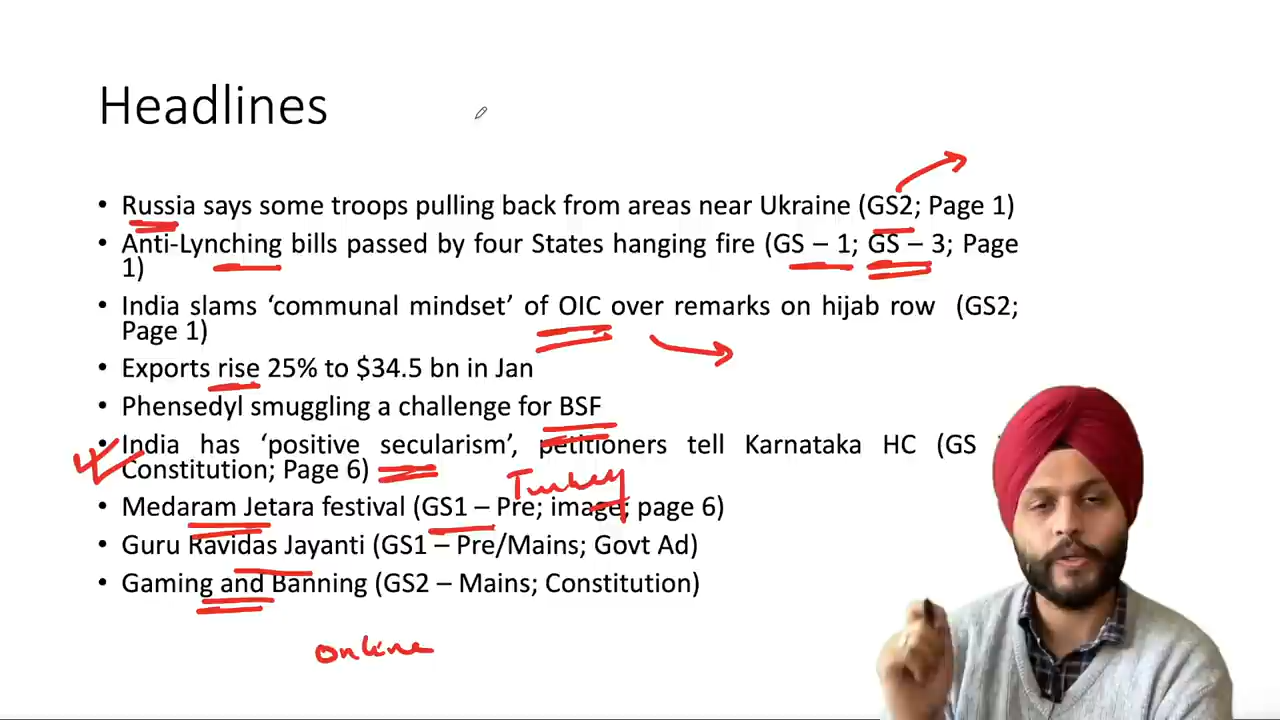 Headlines
• Russia says some troops pulling back from areas near Ukraine (GS2; Page 1)
• Anti-Lynching bills passed by four States hanging fire (GS – 1; GS – 3; Page
1)
• India slams ‘communal mindset’ of OIC over remarks on hijab row (GS2;
Page 1)
• Exports rise 25% to $34.5 bn in Jan
• Phensedyl smuggling a challenge for BSF
• India has ‘positive secularism’, petitioners tell Karnataka HC (GS
Constitution; Page 6)
Turkey
• Medaram Jetara festival (GS1 – Pre; image; page 6)
• Guru Ravidas Jayanti (GS1 – Pre/Mains; Govt Ad)
• Gaming and Banning (GS2 – Mains; Constitution)
online